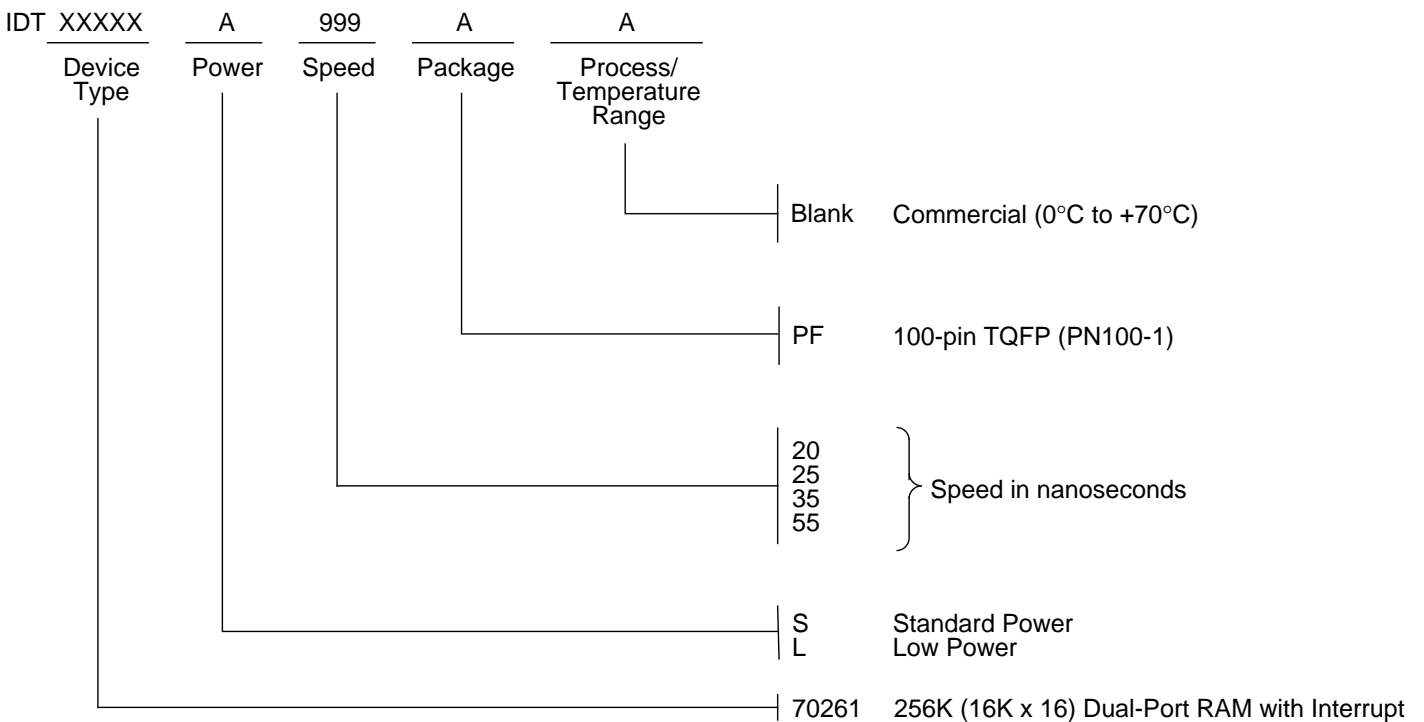 IDT XXXXX A 999 A A
Device Type
Power
Speed
Package
Process/
Temperature
Range
Blank Commercial (0°C to +70°C)
PF 100-pin TQFP (PN100-1)
20
25
35
55
Speed in nanoseconds
S Standard Power
L Low Power
70261 256K (16K x 16) Dual-Port RAM with Interrupt